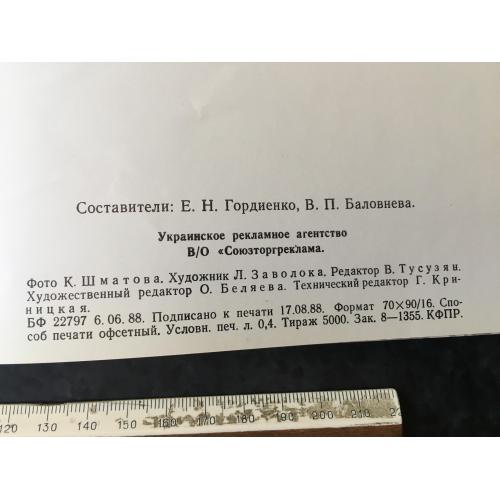 Составители: Е. Н. Гордиенко, В. П. Баловнева.
Украинское рекламное агентство
В/О «Союзторгреклама.
Фото К. Шматова. Художник Л. Заволока. Редактор В. Тусузян.
Художественный редактор О. Беляева. Технический редактор Г. Кри-
ницкая.
БФ 22797 6.06.88. Подписано к печати 17.08.88. Формат 70×90/16. Спо-
соб печати офсетный. Условн. печ. л. 0,4. Тираж 5000. Зак. 8—1355. КФПР.
120 130 140 150 160 170 180 190 200 210